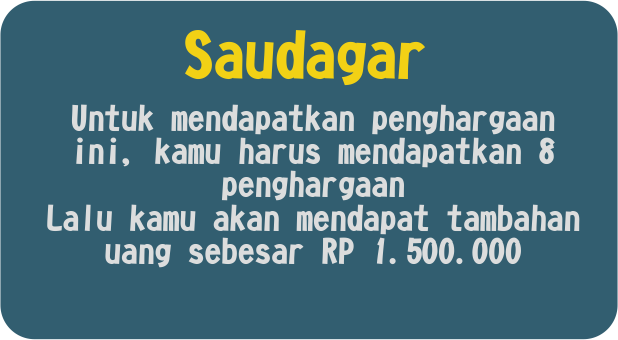 Saudagar
Untuk mendapatkan penghargaan
ini, kamu harus mendapatkan 8
penghargaan
Lalu kamu akan mendapat tambahan
uang sebesar RP 1.500.000